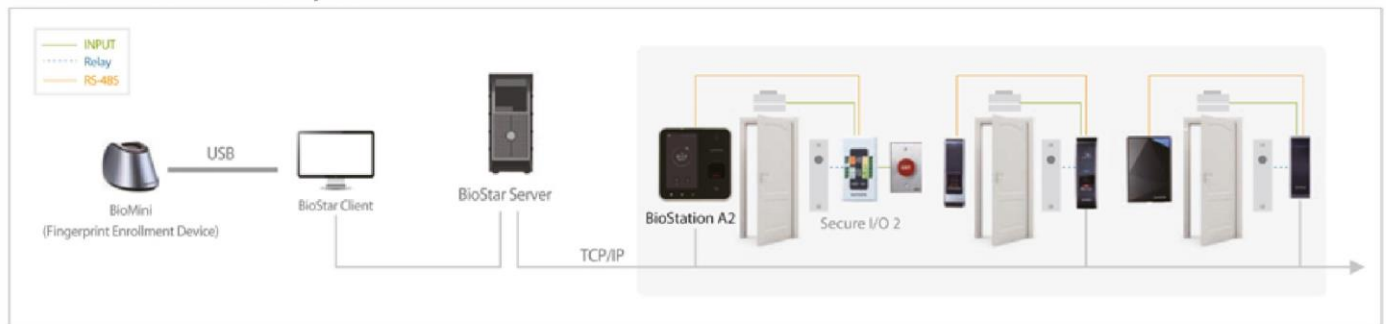 INPUT
Relay
RS-485
USB
BioMini
(Fingerprint Enrollment Device)
BioStar Client
BioStar Server
TCP/IP
BioStation A2
Secure I/O 2